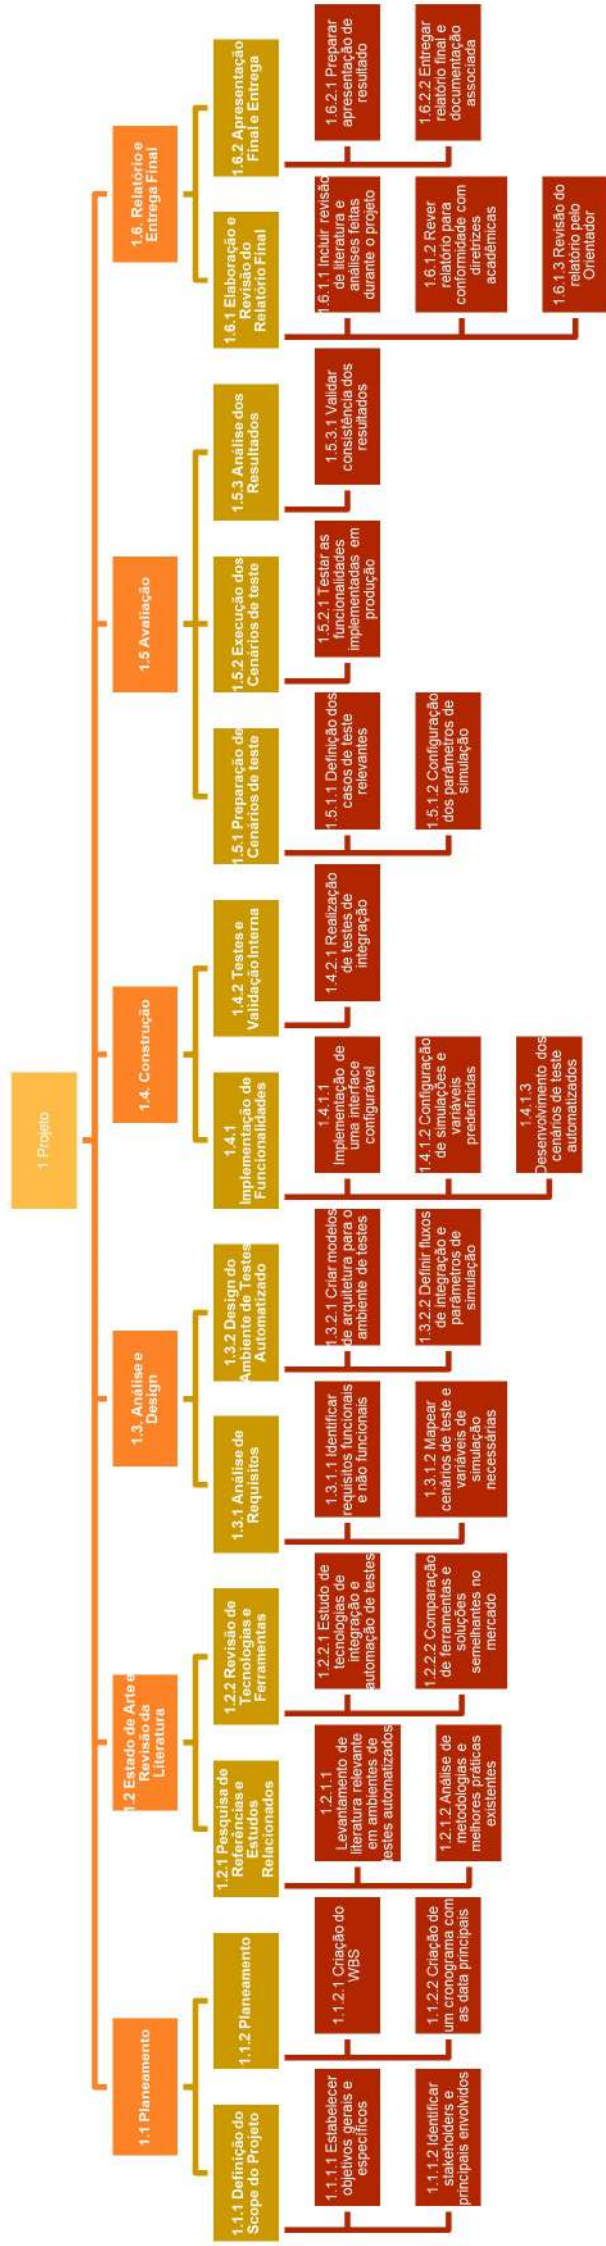 1 Projeto
1.1 Planeamento
1.2 Estado de Arte e
Revisão da
Literatura
1.3. Análise e
Design
1.4. Construção
1.5 Avaliação
1.6. Relatório e
Entrega Final
1.1.1 Definição do
Scope do Projeto
1.1.2 Planeamento
1.2.1 Pesquisa de
Referências e
Estudos
Relacionados
1.2.2 Revisão de
Tecnologias e
Ferramentas
1.3.1 Análise de
Requisitos
1.3.2 Design do
Ambiente de Testes
Automatizado
1.4.1
Implementação de
Funcionalidades
1.4.2 Testes e
Validação Interna
1.5.1 Preparação de
Cenários de teste
1.5.2 Execução dos
Cenários de teste
1.5.3 Análise dos
Resultados
1.6.1 Elaboração e
Revisão do
Relatório Final
1.6.2 Apresentação
Final e Entrega
1.1.1.1 Estabelecer
objetivos gerais e
específicos
1.1.1.2 Identificar
stakeholders e
principais envolvidos
1.1.2.1 Criação do
WBS
1.1.2.2 Criação de
um cronograma com
as data principais
1.2.1.1
Levantamento de
literatura relevante
em ambientes de
testes automatizados
1.2.1.2 Análise de
metodologias e
melhores práticas
existentes
1.2.2.1 Estudo de
tecnologias de
integração e
automação de testes
1.2.2.2 Comparação
de ferramentas e
soluções
semelhantes no
mercado
1.3.1.1 Identificar
requisitos funcionais
e não funcionais
1.3.1.2 Mapear
cenários de teste e
variáveis de
simulação
necessárias
1.3.2.1 Criar modelos
de arquitetura para o
ambiente de testes
1.3.2.2 Definir fluxos
de integração e
parâmetros de
simulação
1.4.1.1
Implementação de
uma interface
configurável
1.4.1.2 Configuração
de simulações e
variáveis
predefinidas
1.4.1.3
Desenvolvimento dos
cenários de teste
automatizados
1.4.2.1 Realização
de testes de
integração
1.5.1.1 Definição dos
casos de teste
relevantes
1.5.1.2 Configuração
dos parâmetros de
simulação
1.5.2.1 Testar as
funcionalidades
implementadas em
produção
1.5.3.1 Validar
consistência dos
resultados
1.6.1.1 Incluir revisão
de literatura e
análises feitas
durante o projeto
1.6.1.2 Rever
relatório para
conformidade com
diretrizes
académicas
1.6.1.3 Revisão do
relatório pelo
Orientador
1.6.2.1 Preparar
apresentação de
resultado
1.6.2.2 Entregar
relatório final e
documentação
associada